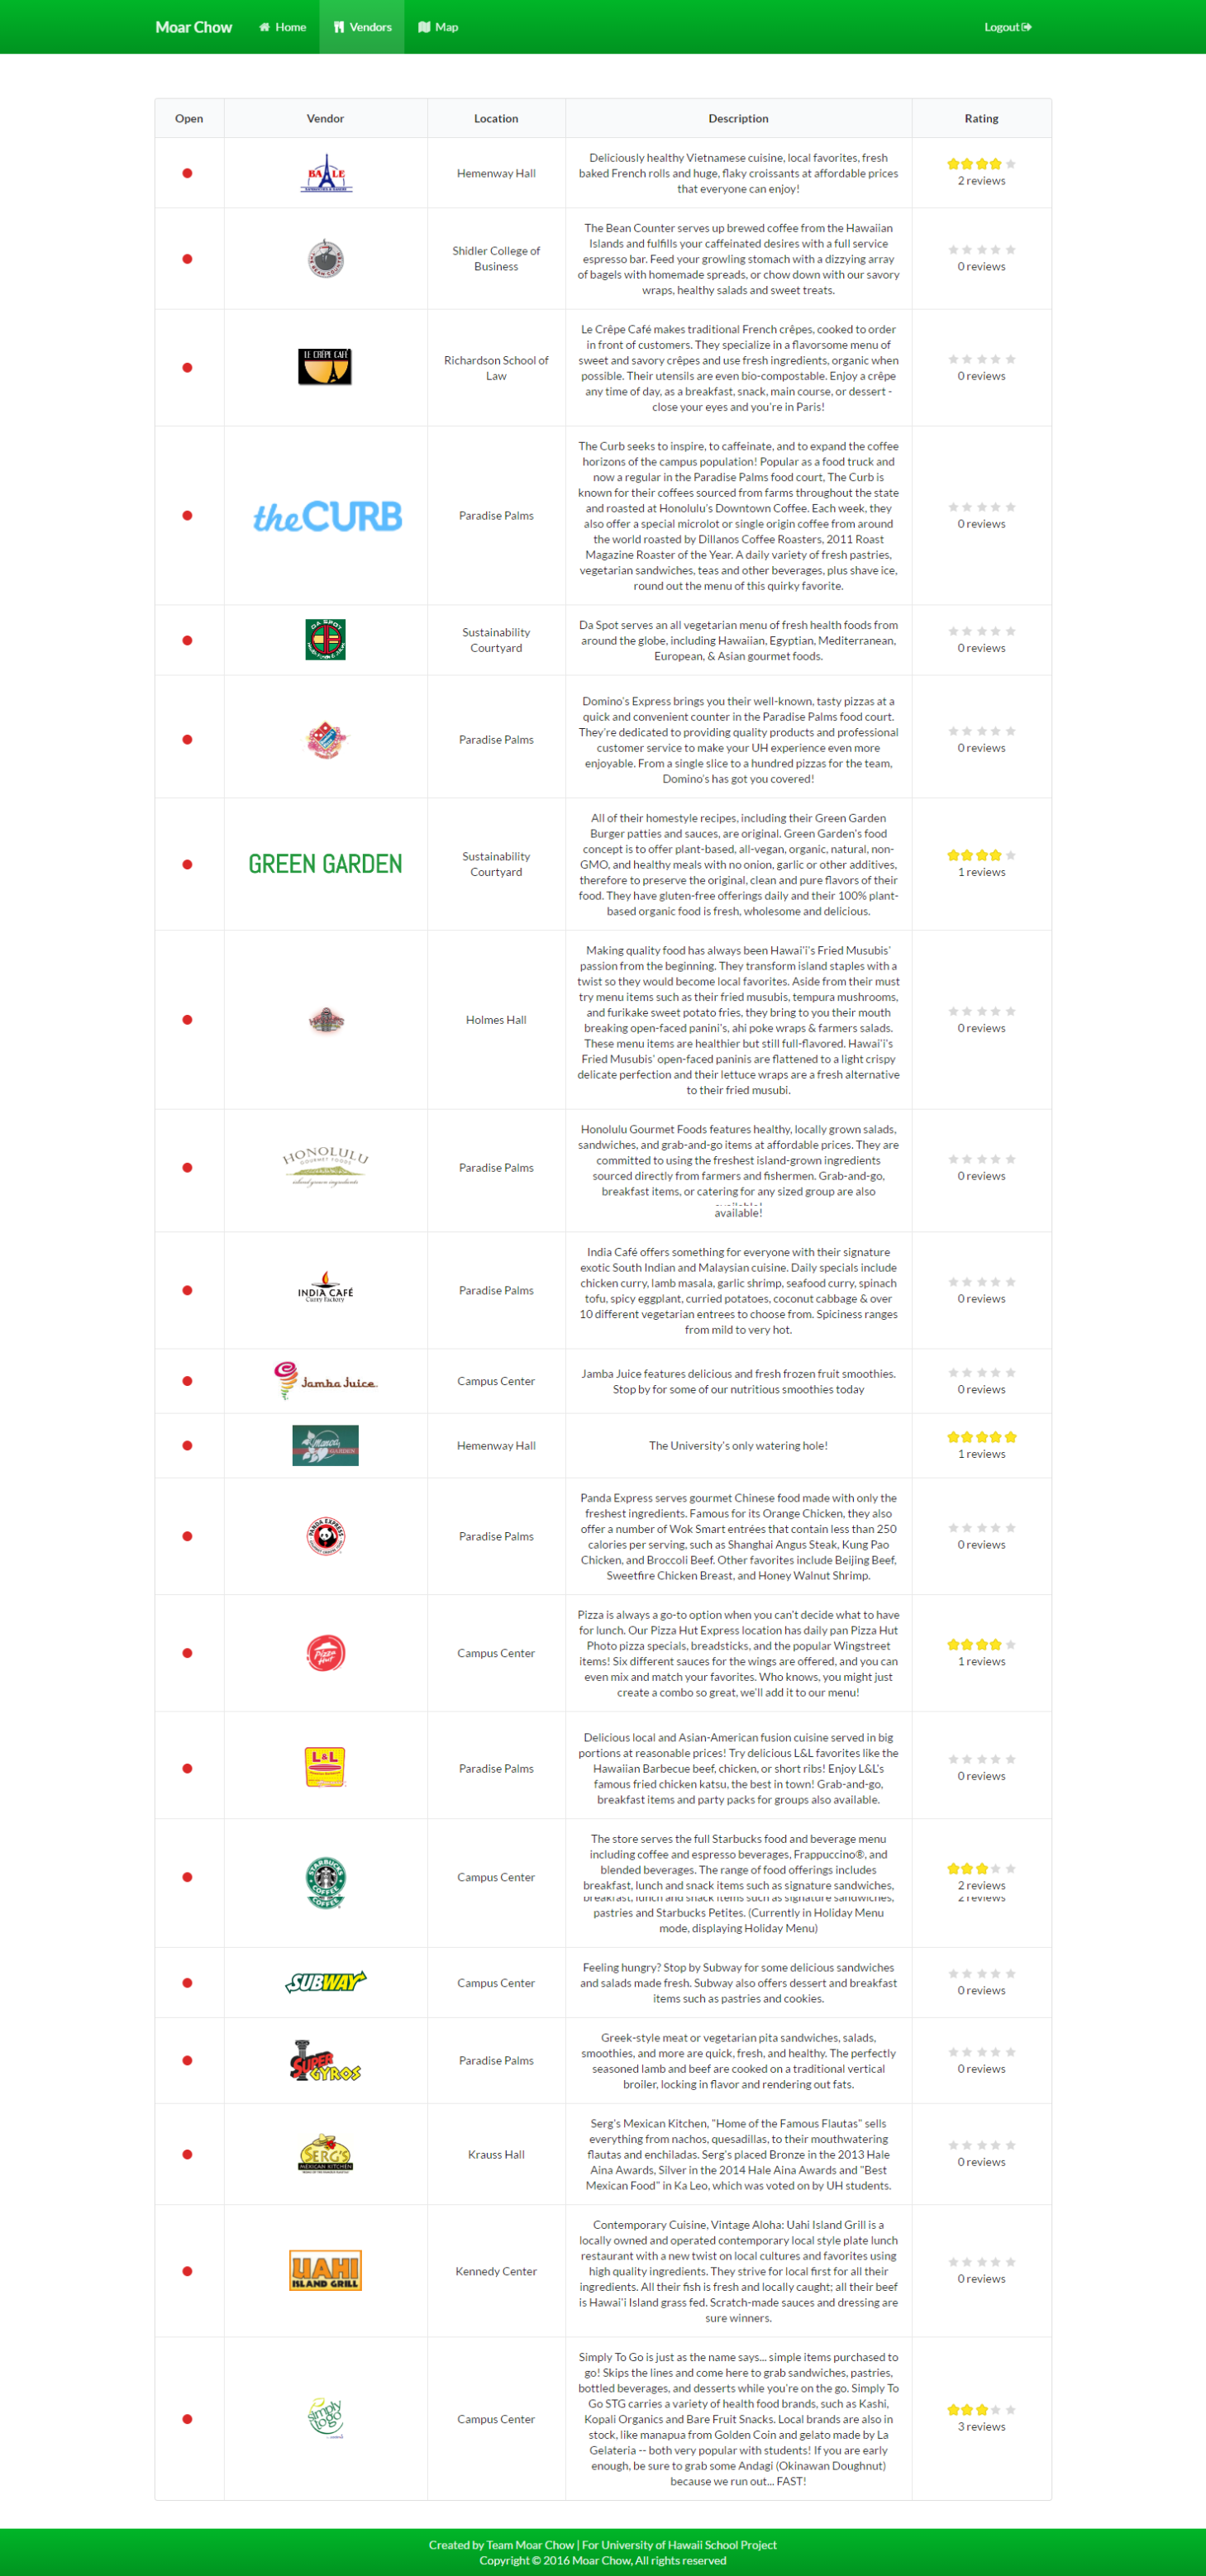 Moar Chow Home Vendors Map Logout
Open Vendor Location Description Rating
BA LE
Hemenway Hall
Deliciously healthy Vietnamese cuisine, local favorites, fresh
baked French rolls and huge, flaky croissants at affordable prices
that everyone can enjoy!
2 reviews
THE BEAN COUNTER
Shidler College of
Business
The Bean Counter serves up brewed coffee from the Hawaiian
Islands and fulfills your caffeinated desires with a full service
espresso bar. Feed your growling stomach with a dizzying array
of bagels with homemade spreads, or chow down with our savory
wraps, healthy salads and sweet treats.
0 reviews
LE CRÊPE CAFÉ
Richardson School of
Law
Le Crêpe Café makes traditional French crêpes, cooked to order
in front of customers. They specialize in a flavorsome menu of
sweet and savory crêpes and use fresh ingredients, organic when
possible. Their utensils are even bio-compostable. Enjoy a crêpe
any time of day, as a breakfast, snack, main course, or dessert -
close your eyes and you're in Paris!
0 reviews
the CURB
Paradise Palms
The Curb seeks to inspire, to caffeinate, and to expand the coffee
horizons of the campus population! Popular as a food truck and
now a regular in the Paradise Palms food court, The Curb is
known for their coffees sourced from farms throughout the state
and roasted at Honolulu's Downtown Coffee. Each week, they
also offer a special microlot or single origin coffee from around
the world roasted by Dillanos Coffee Roasters, 2011 Roast
Magazine Roaster of the Year. A daily variety of fresh pastries,
vegetarian sandwiches, teas and other beverages, plus shave ice,
round out the menu of this quirky favorite.
0 reviews
DA SPOT
Sustainability
Courtyard
Da Spot serves an all vegetarian menu of fresh health foods from
around the globe, including Hawaiian, Egyptian, Mediterranean,
European, & Asian gourmet foods.
0 reviews
Paradise Palms
Domino's Express brings you their well-known, tasty pizzas at a
quick and convenient counter in the Paradise Palms food court.
They're dedicated to providing quality products and professional
customer service to make your UH experience even more
enjoyable. From a single slice to a hundred pizzas for the team,
Domino's has got you covered!
0 reviews
GREEN GARDEN
Sustainability
Courtyard
All of their homestyle recipes, including their Green Garden
Burger patties and sauces, are original. Green Garden's food
concept is to offer plant-based, all-vegan, organic, natural, non-
GMO, and healthy meals with no onion, garlic or other additives,
therefore to preserve the original, clean and pure flavors of their
food. They have gluten-free offerings daily and their 100% plant-
based organic food is fresh, wholesome and delicious.
1 reviews
Holmes Hall
Making quality food has always been Hawai'i's Fried Musubis'
passion from the beginning. They transform island staples with a
twist so they would become local favorites. Aside from their must
try menu items such as their fried musubis, tempura mushrooms,
and furikake sweet potato fries, they bring to you their mouth
breaking open-faced panini's, ahi poke wraps & farmers salads.
These menu items are healthier but still full-flavored. Hawai'i's
Fried Musubis' open-faced paninis are flattened to a light crispy
delicate perfection and their lettuce wraps are a fresh alternative
to their fried musubi.
0 reviews
HONOLULU
GOURMET FOODS
island grown ingredients
Paradise Palms
Honolulu Gourmet Foods features healthy, locally grown salads,
sandwiches, and grab-and-go items at affordable prices. They are
committed to using the freshest island-grown ingredients
sourced directly from farmers and fishermen. Grab-and-go,
breakfast items, or catering for any sized group are also
available!
0 reviews
INDIA CAFÉ
Curry Factory
Paradise Palms
India Café offers something for everyone with their signature
exotic South Indian and Malaysian cuisine. Daily specials include
chicken curry, lamb masala, garlic shrimp, seafood curry, spinach
tofu, spicy eggplant, curried potatoes, coconut cabbage & over
10 different vegetarian entrees to choose from. Spiciness ranges
from mild to very hot.
0 reviews
Jamba Juice
Campus Center
Jamba Juice features delicious and fresh frozen fruit smoothies.
Stop by for some of our nutritious smoothies today
0 reviews
Manoa
GARDEN
Hemenway Hall
The University's only watering hole!
1 reviews
PANDA EXPRESS
Paradise Palms
Panda Express serves gourmet Chinese food made with only the
freshest ingredients. Famous for its Orange Chicken, they also
offer a number of Wok Smart entrées that contain less than 250
calories per serving, such as Shanghai Angus Steak, Kung Pao
Chicken, and Broccoli Beef. Other favorites include Beijing Beef,
Sweetfire Chicken Breast, and Honey Walnut Shrimp.
0 reviews
Pizza
Hut
Campus Center
Pizza is always a go-to option when you can't decide what to have
for lunch. Our Pizza Hut Express location has daily pan Pizza Hut
Photo pizza specials, breadsticks, and the popular Wingstreet
items! Six different sauces for the wings are offered, and you can
even mix and match your favorites. Who knows, you might just
create a combo so great, we'll add it to our menu!
1 reviews
L&L
Paradise Palms
Delicious local and Asian-American fusion cuisine served in big
portions at reasonable prices! Try delicious L&L favorites like the
Hawaiian Barbecue beef, chicken, or short ribs! Enjoy L&L's
famous fried chicken katsu, the best in town! Grab-and-go,
breakfast items and party packs for groups also available.
0 reviews
STARBUCKS
COFFEE
Campus Center
The store serves the full Starbucks food and beverage menu
including coffee and espresso beverages, Frappuccino®, and
blended beverages. The range of food offerings includes
breakfast, lunch and snack items such as signature sandwiches,
breakfast, lunch and snack items such as signature sandwiches,
pastries and Starbucks Petites. (Currently in Holiday Menu
mode, displaying Holiday Menu)
2 reviews
2 reviews
SUBWAY
Campus Center
Feeling hungry? Stop by Subway for some delicious sandwiches
and salads made fresh. Subway also offers dessert and breakfast
items such as pastries and cookies.
0 reviews
SUPER
GYROS
Paradise Palms
Greek-style meat or vegetarian pita sandwiches, salads,
smoothies, and more are quick, fresh, and healthy. The perfectly
seasoned lamb and beef are cooked on a traditional vertical
broiler, locking in flavor and rendering out fats.
0 reviews
SERG'S
MEXICAN KITCHEN
Krauss Hall
Serg's Mexican Kitchen, "Home of the Famous Flautas" sells
everything from nachos, quesadillas, to their mouthwatering
flautas and enchiladas. Serg's placed Bronze in the 2013 Hale
Aina Awards, Silver in the 2014 Hale Aina Awards and "Best
Mexican Food" in Ka Leo, which was voted on by UH students.
0 reviews
UAHI
ISLAND GRILL
Kennedy Center
Contemporary Cuisine, Vintage Aloha: Uahi Island Grill is a
locally owned and operated contemporary local style plate lunch
restaurant with a new twist on local cultures and favorites using
high quality ingredients. They strive for local first for all their
ingredients. All their fish is fresh and locally caught; all their beef
is Hawai'i Island grass fed. Scratch-made sauces and dressing are
sure winners.
0 reviews
simply
to go
Campus Center
Simply To Go is just as the name says... simple items purchased to
go! Skips the lines and come here to grab sandwiches, pastries,
bottled beverages, and desserts while you're on the go. Simply To
Go STG carries a variety of health food brands, such as Kashi,
Kopali Organics and Bare Fruit Snacks. Local brands are also in
stock, like manapua from Golden Coin and gelato made by La
Gelateria -- both very popular with students! If you are early
enough, be sure to grab some Andagi (Okinawan Doughnut)
because we run out... FAST!
3 reviews
Created by Team Moar Chow | For University of Hawaii School Project
Copyright © 2016 Moar Chow, All rights reserved